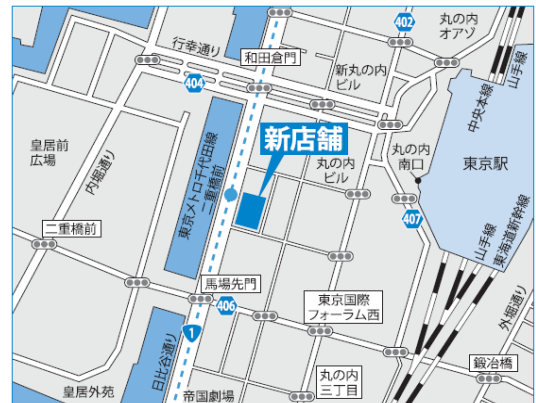 402
丸の内
オアゾ
山手線
中央本線
行幸通り
和田倉門
404
新丸の内
ビル
新店舗
皇居前
広場
内堀通り
東京メトロ千代田線
二重橋前
丸の内
ビル
丸の内
南口
東京駅
407
二重橋前
山手線
東海道新幹線
馬場先門
406
東京国際
フォーラム西
外堀通り
1
日比谷通り
鍛冶橋
皇居外苑
帝国劇場
丸の内
三丁目